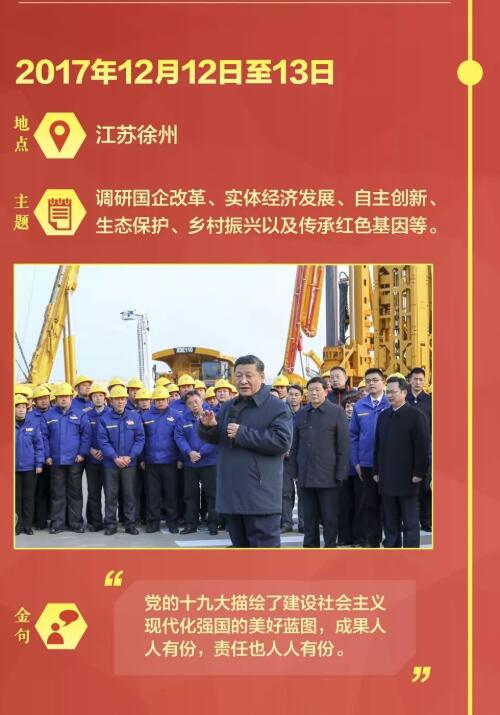 2017年12月12日至13日
地点
江苏徐州
主题
调研国企改革、实体经济发展、自主创新、
生态保护、乡村振兴以及传承红色基因等。
金句
“
党的十九大描绘了建设社会主义
现代化强国的美好蓝图，成果人
人有份，责任也人人有份。
”